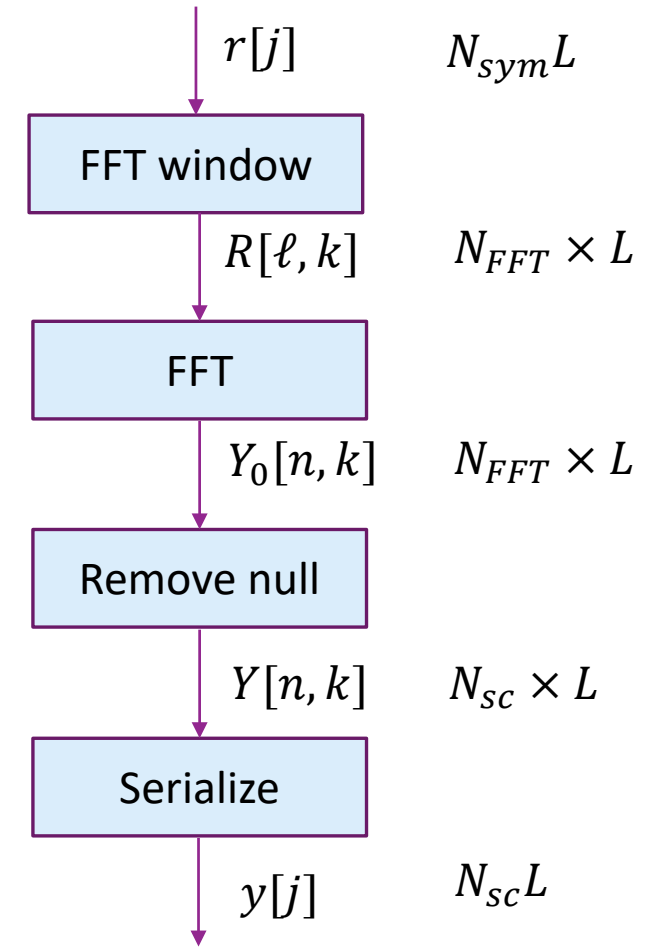 r[j] N_{sym}L
FFT window
R[ℓ, k] N_{FFT} × L
FFT
Y_0[n, k] N_{FFT} × L
Remove null
Y[n, k] N_{sc} × L
Serialize
y[j] N_{sc}L